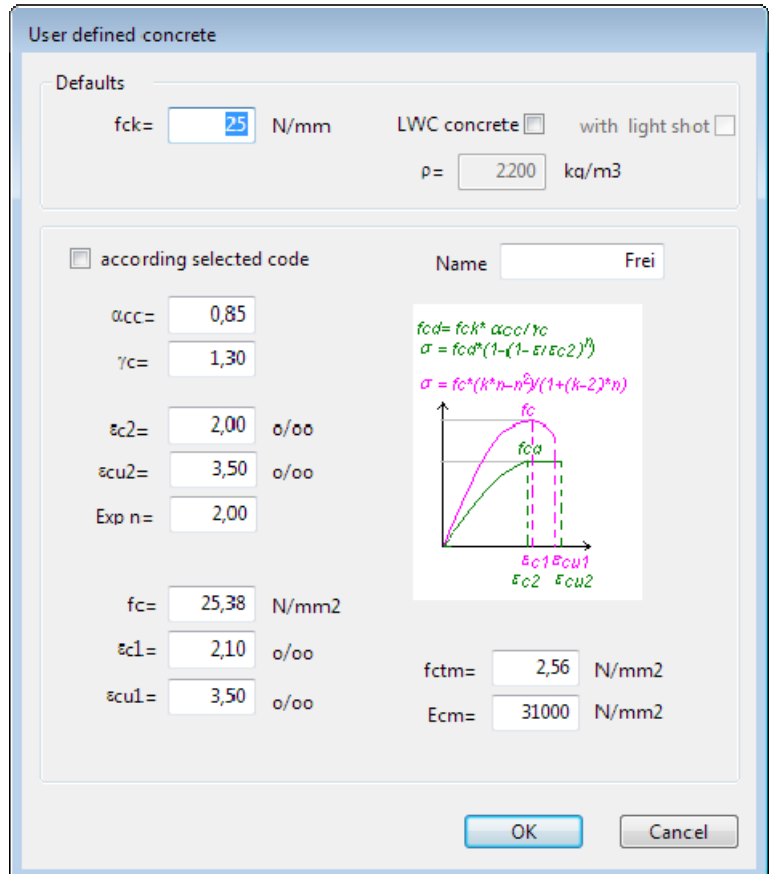 User defined concrete
Defaults
fck= 25 N/mm LWC concrete with light shot
ρ= 2200 kg/m3
according selected code Name Frei
αcc= 0,85
γc= 1,30
εc2= 2,00 o/oo
εcu2= 3,50 o/oo
Exp n= 2,00
fc= 25,38 N/mm2
εc1= 2,10 o/oo
εcu1= 3,50 o/oo
fcd= fck* αcc/γc
σ = fcd*(1-(1- ε/εc2)^n)
σ = fc*(k*n-n^2)/(1+(k-2)*n)
fc
fcd
εc1 εcu1
εc2 εcu2
fctm= 2,56 N/mm2
Ecm= 31000 N/mm2
OK Cancel